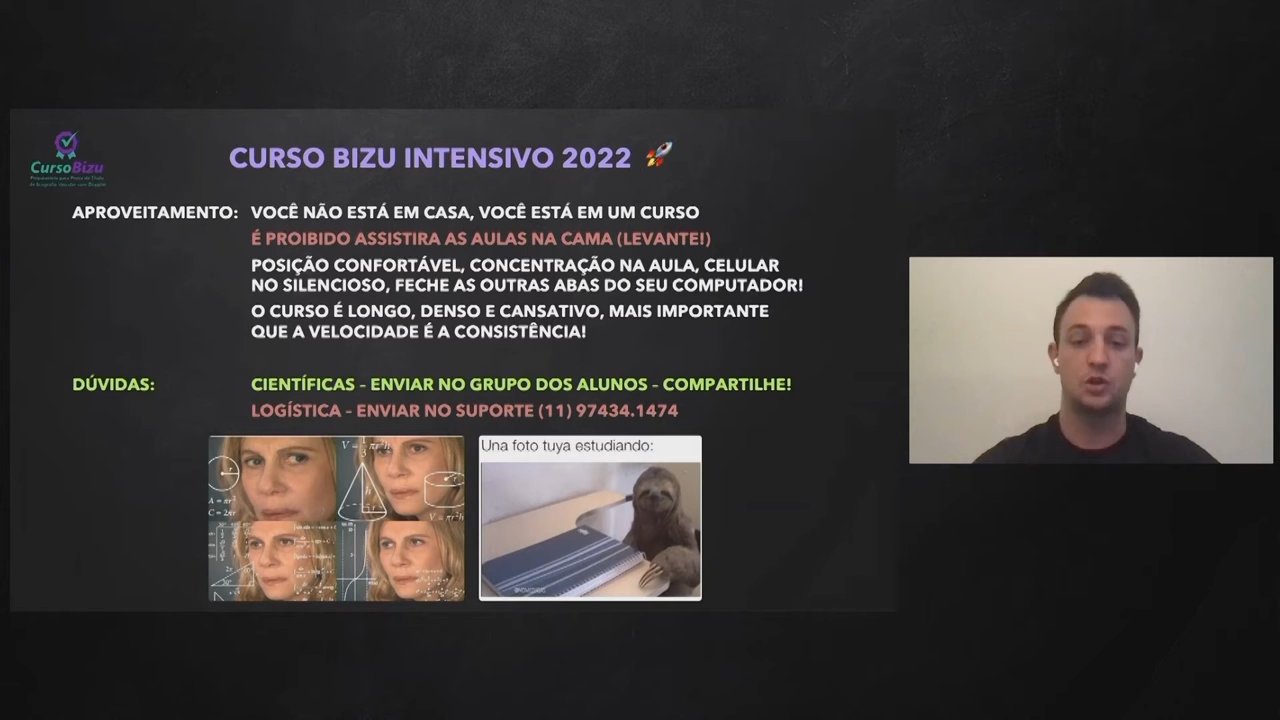 CURSO BIZU INTENSIVO 2022
CursoBizu
APROVEITAMENTO: VOCÊ NÃO ESTÁ EM CASA, VOCÊ ESTÁ EM UM CURSO
É PROIBIDO ASSISTIRA AS AULAS NA CAMA (LEVANTE!)
POSIÇÃO CONFORTÁVEL, CONCENTRAÇÃO NA AULA, CELULAR
NO SILENCIOSO, FECHE AS OUTRAS ABAS DO SEU COMPUTADOR!
O CURSO É LONGO, DENSO E CANSATIVO, MAIS IMPORTANTE
QUE A VELOCIDADE É A CONSISTÊNCIA!
DÚVIDAS: CIENTÍFICAS – ENVIAR NO GRUPO DOS ALUNOS – COMPARTILHE!
LOGÍSTICA – ENVIAR NO SUPORTE (11) 97434.1474
A = πr²
C = 2πr
V = πr²h
Una foto tuya estudiando: